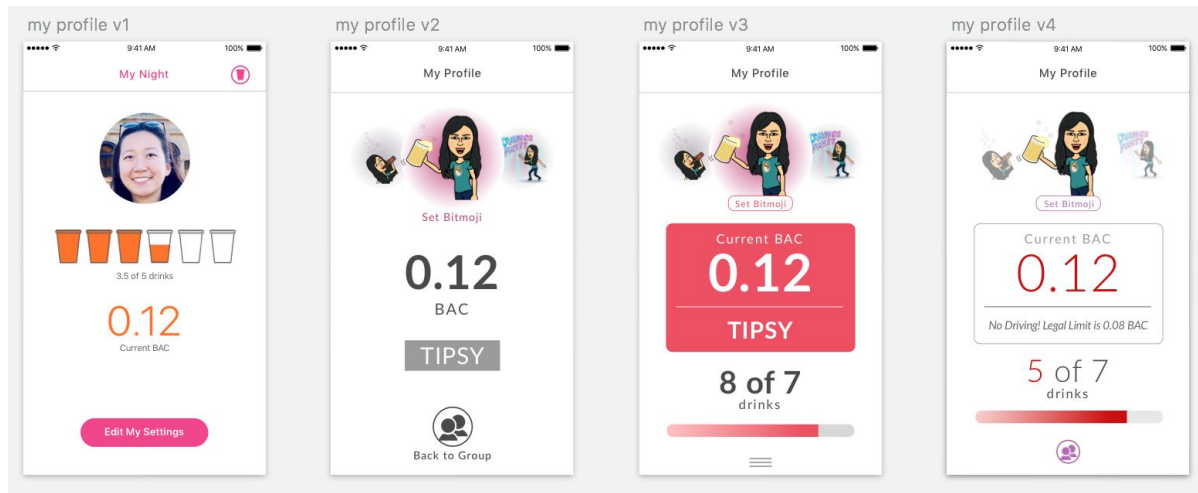 my profile v1
9:41 AM
100%
My Night
3.5 of 5 drinks
0.12
Current BAC
Edit My Settings
my profile v2
9:41 AM
100%
My Profile
Set Bitmoji
0.12
BAC
TIPSY
Back to Group
my profile v3
9:41 AM
100%
My Profile
Set Bitmoji
Current BAC
0.12
TIPSY
8 of 7
drinks
my profile v4
9:41 AM
100%
My Profile
Set Bitmoji
Current BAC
0.12
No Driving! Legal Limit is 0.08 BAC
5 of 7
drinks